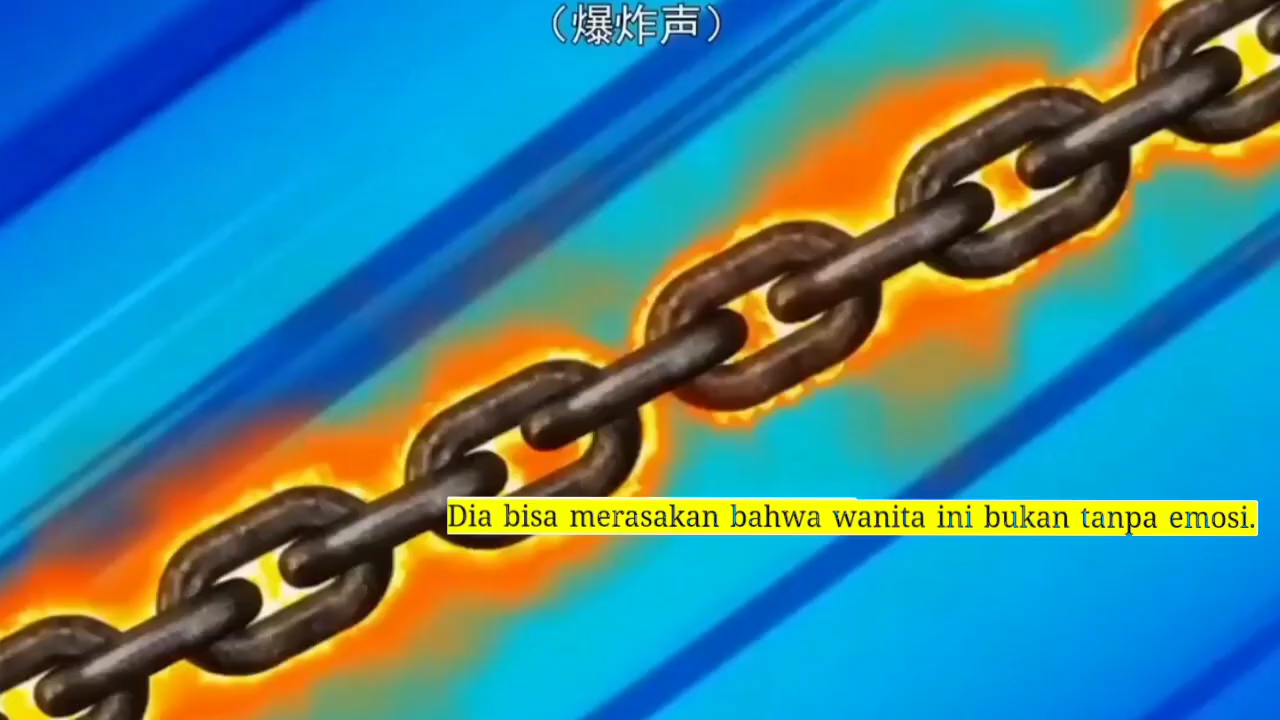 （爆炸声）
Dia bisa merasakan bahwa wanita ini bukan tanpa emosi.